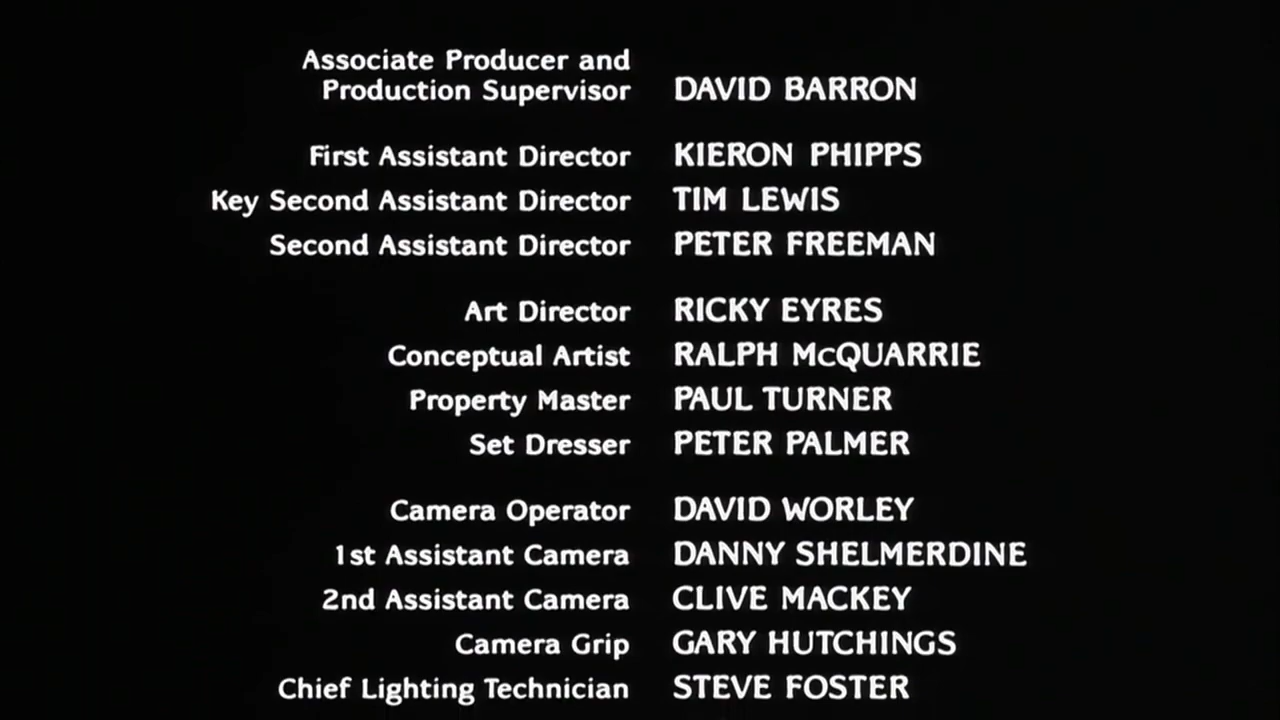 Associate Producer and
Production Supervisor DAVID BARRON
First Assistant Director KIERON PHIPPS
Key Second Assistant Director TIM LEWIS
Second Assistant Director PETER FREEMAN
Art Director RICKY EYRES
Conceptual Artist RALPH McQUARRIE
Property Master PAUL TURNER
Set Dresser PETER PALMER
Camera Operator DAVID WORLEY
1st Assistant Camera DANNY SHELMERDINE
2nd Assistant Camera CLIVE MACKEY
Camera Grip GARY HUTCHINGS
Chief Lighting Technician STEVE FOSTER